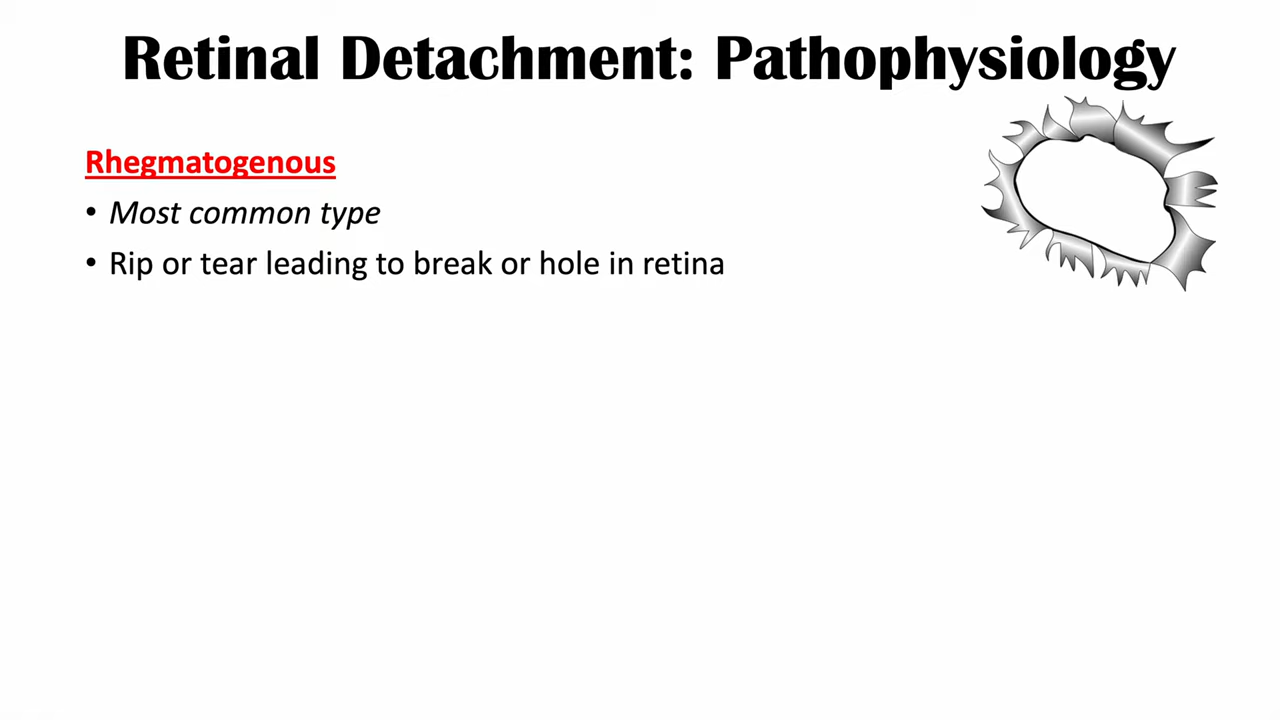 Retinal Detachment: Pathophysiology
Rhegmatogenous
• Most common type
• Rip or tear leading to break or hole in retina